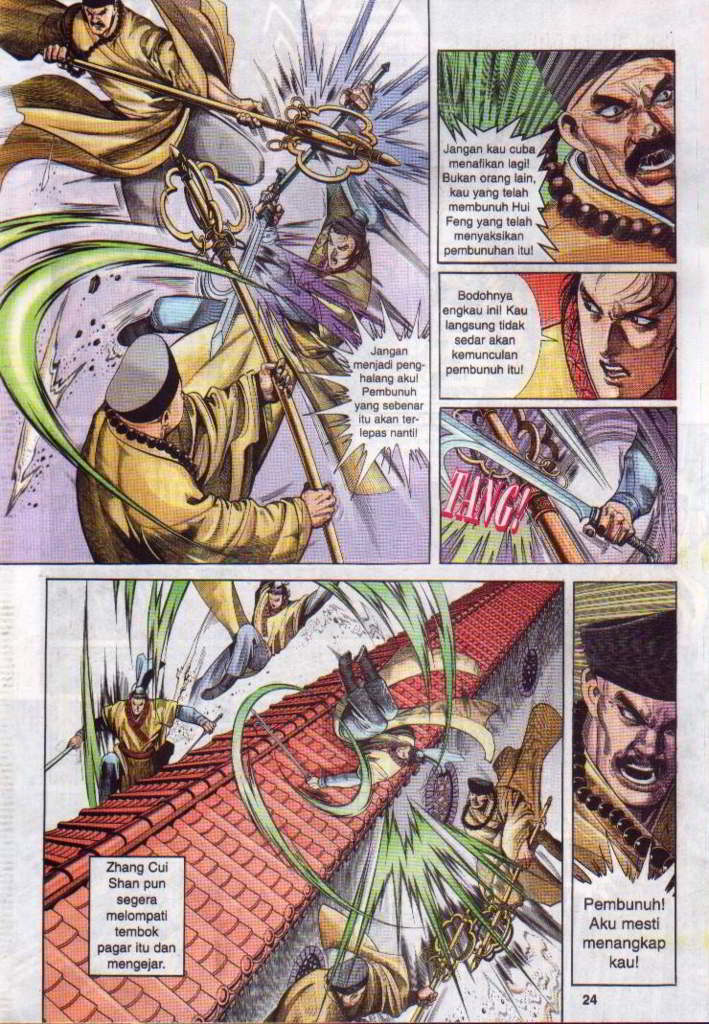 Jangan
menjadi peng-
halang aku!
Pembunuh
yang sebenar
itu akan ter-
lepas nanti!
Jangan kau cuba
menafikan lagi!
Bukan orang lain,
kau yang telah
membunuh Hui
Feng yang telah
menyaksikan
pembunuhan itu!
Bodohnya
engkau ini! Kau
langsung tidak
sedar akan
kemunculan
pembunuh itu!
TANG!
Zhang Cui
Shan pun
segera
melompati
tembok
pagar itu dan
mengejar.
Pembunuh!
Aku mesti
menangkap
kau!
24